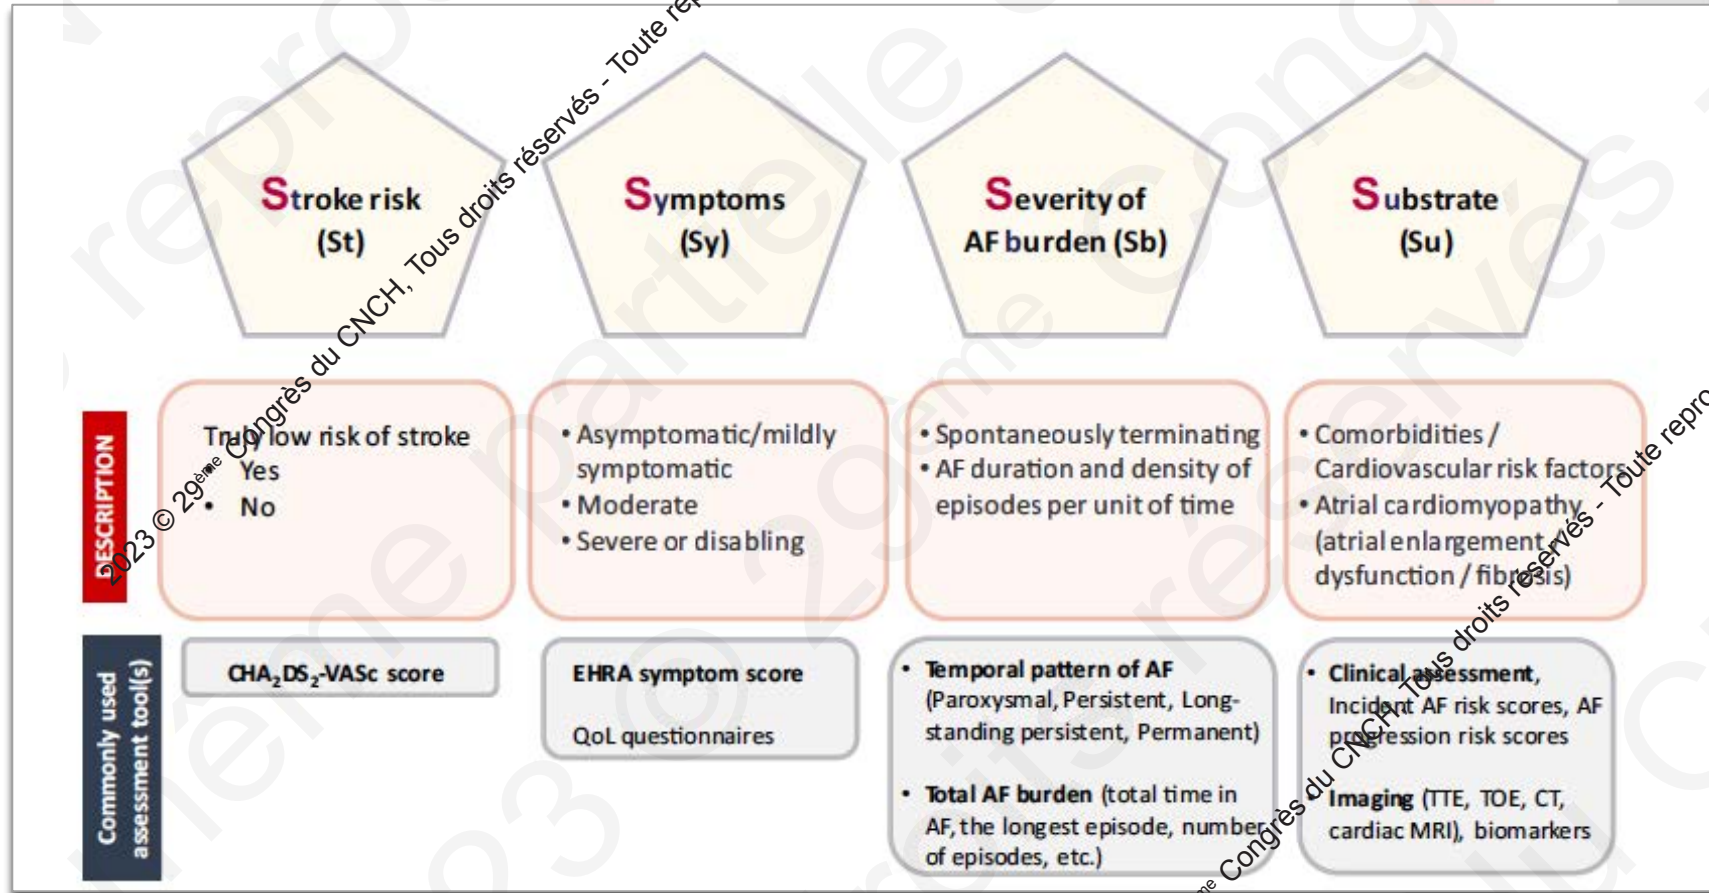 Stroke risk
(St)
Symptoms
(Sy)
Severity of
AF burden (Sb)
Substrate
(Su)
DESCRIPTION
Truly low risk of stroke
• Yes
• No
• Asymptomatic/mildly
symptomatic
• Moderate
• Severe or disabling
• Spontaneously terminating
• AF duration and density of
episodes per unit of time
• Comorbidities /
Cardiovascular risk factors
• Atrial cardiomyopathy
(atrial enlargement /
dysfunction / fibrosis)
Commonly used
assessment tool(s)
CHA₂DS₂-VASc score
EHRA symptom score
QoL questionnaires
• Temporal pattern of AF
(Paroxysmal, Persistent, Long-
standing persistent, Permanent)
• Total AF burden (total time in
AF, the longest episode, number
of episodes, etc.)
• Clinical assessment,
Incident AF risk scores, AF
progression risk scores
• Imaging (TTE, TOE, CT,
cardiac MRI), biomarkers
2023 © 29ème Congrès du CNCH, Tous droits réservés - Toute repr
Congrès du CNCH, Tous droits réservés - Toute repro